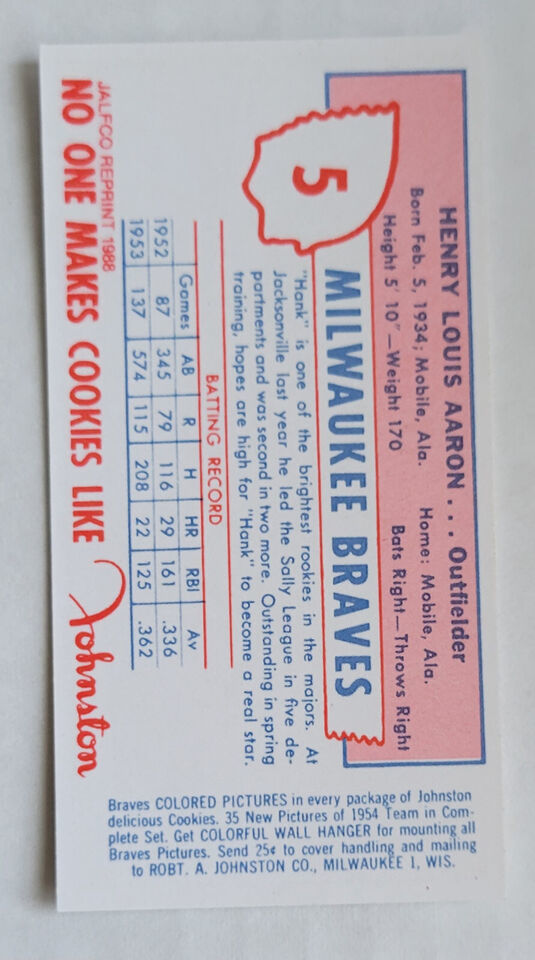 HENRY LOUIS AARON . . . Outfielder
Born Feb. 5, 1934; Mobile, Ala. Home: Mobile, Ala.
Height 5' 10"—Weight 170 Bats Right—Throws Right
5
MILWAUKEE BRAVES
"Hank" is one of the brightest rookies in the majors. At
Jacksonville last year he led the Sally League in five de-
partments and was second in two more. Outstanding in spring
training, hopes are high for "Hank" to become a real star.
BATTING RECORD
Games AB R H HR RBI Av
1952 87 345 79 116 29 161 .336
1953 137 574 115 208 22 125 .362
JALFCO REPRINT 1988
NO ONE MAKES COOKIES LIKE Johnston
Braves COLORED PICTURES in every package of Johnston
delicious Cookies. 35 New Pictures of 1954 Team in Com-
plete Set. Get COLORFUL WALL HANGER for mounting all
Braves Pictures. Send 25¢ to cover handling and mailing
to ROBT. A. JOHNSTON CO., MILWAUKEE 1, WIS.